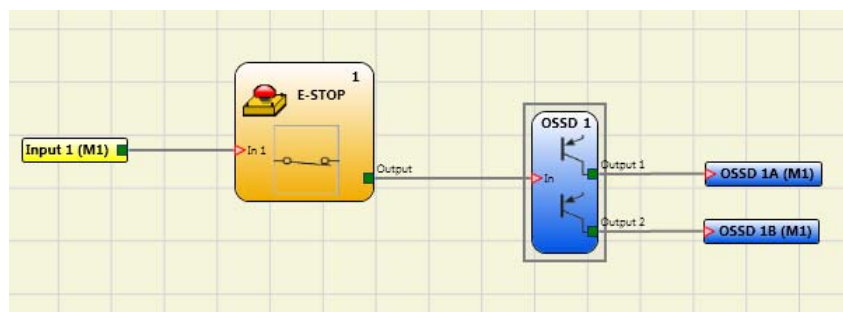 1
E-STOP
OSSD 1
Input 1 (M1)
In 1
Output
In
Output 1
OSSD 1A (M1)
Output 2
OSSD 1B (M1)